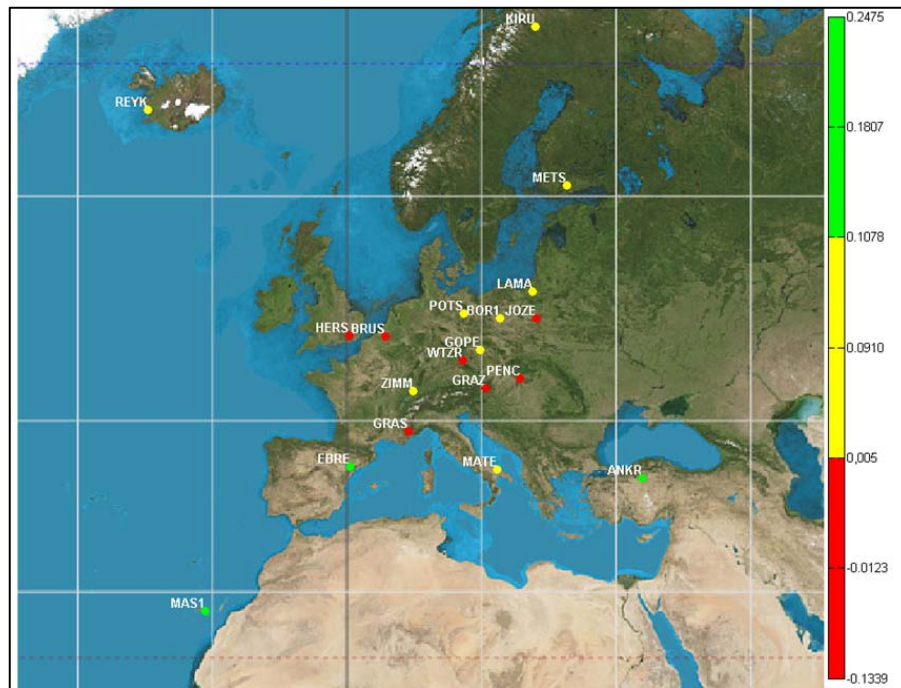 KIRU
0.2475
REYK
0.1807
METS
0.1078
LAMA
POTS
BOR1
JOZE
HERS
BRUS
0.0910
GOPE
WTZR
PENC
ZIMM
GRAZ
GRAS
EBRE
MATE
ANKR
0,005
-0.0123
MAS1
-0.1339